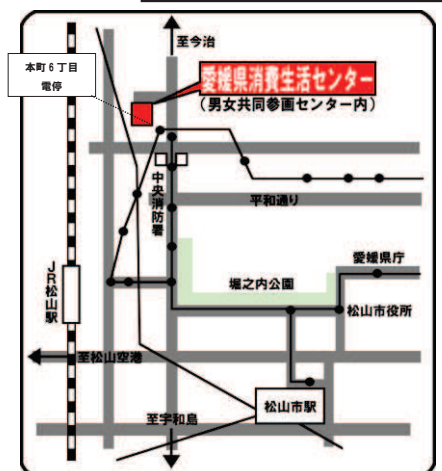 至今治
本町6丁目
電停
愛媛県消費生活センター
（男女共同参画センター内）
中央消防署
平和通り
愛媛県庁
JR松山駅
堀之内公園
松山市役所
至松山空港
松山市駅
至宇和島